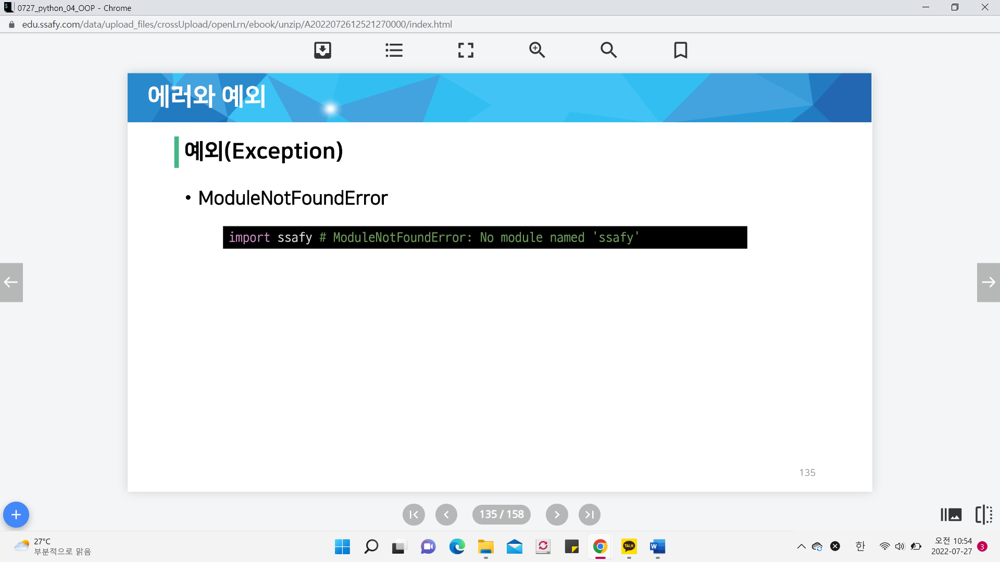 0727_python_04_OOP - Chrome
edu.ssafy.com/data/upload_files/crossUpload/openLrn/ebook/unzip/A2022072612521270000/index.html
에러와 예외
예외(Exception)
• ModuleNotFoundError
import ssafy # ModuleNotFoundError: No module named 'ssafy'
135
135 / 158
27°C
부분적으로 맑음
TALK
W
한
오전 10:54
2022-07-27
3